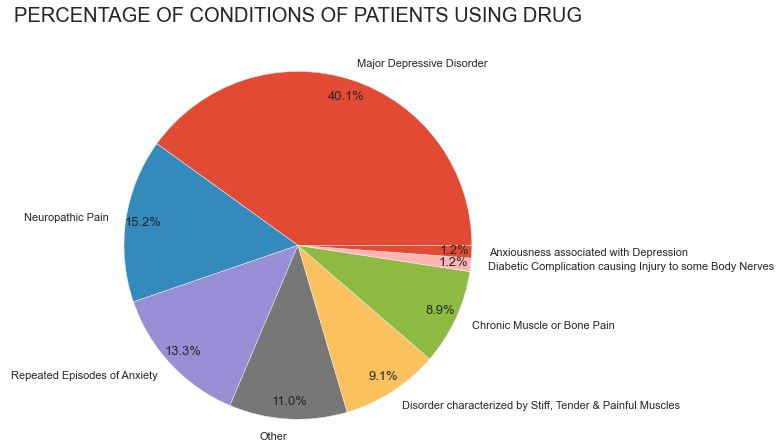 PERCENTAGE OF CONDITIONS OF PATIENTS USING DRUG
Major Depressive Disorder
40.1%
Neuropathic Pain
15.2%
Repeated Episodes of Anxiety
13.3%
Other
11.0%
Disorder characterized by Stiff, Tender & Painful Muscles
9.1%
Chronic Muscle or Bone Pain
8.9%
Diabetic Complication causing Injury to some Body Nerves
1.2%
Anxiousness associated with Depression
1.2%